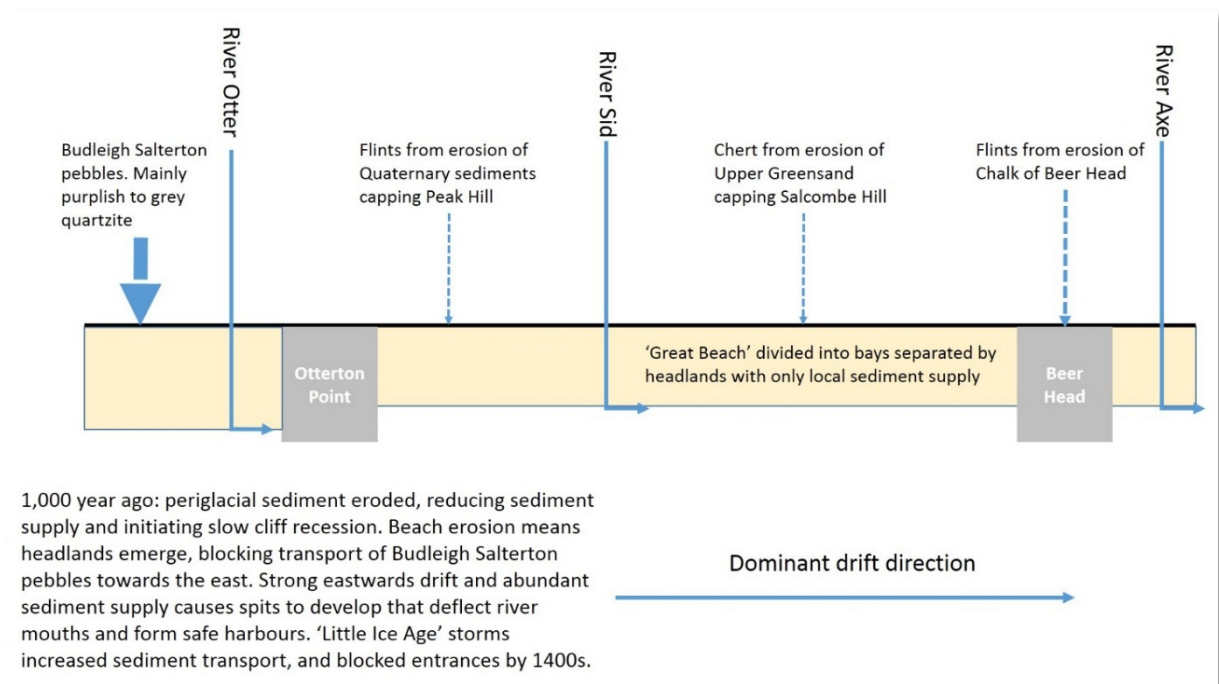 River Otter
River Sid
River Axe
Budleigh Salterton
pebbles. Mainly
purplish to grey
quartzite
Flints from erosion of
Quaternary sediments
capping Peak Hill
Chert from erosion of
Upper Greensand
capping Salcombe Hill
Flints from erosion of
Chalk of Beer Head
Otterton
Point
‘Great Beach’ divided into bays separated by
headlands with only local sediment supply
Beer
Head
1,000 year ago: periglacial sediment eroded, reducing sediment
supply and initiating slow cliff recession. Beach erosion means
headlands emerge, blocking transport of Budleigh Salterton
pebbles towards the east. Strong eastwards drift and abundant
sediment supply causes spits to develop that deflect river
mouths and form safe harbours. ‘Little Ice Age’ storms
increased sediment transport, and blocked entrances by 1400s.
Dominant drift direction